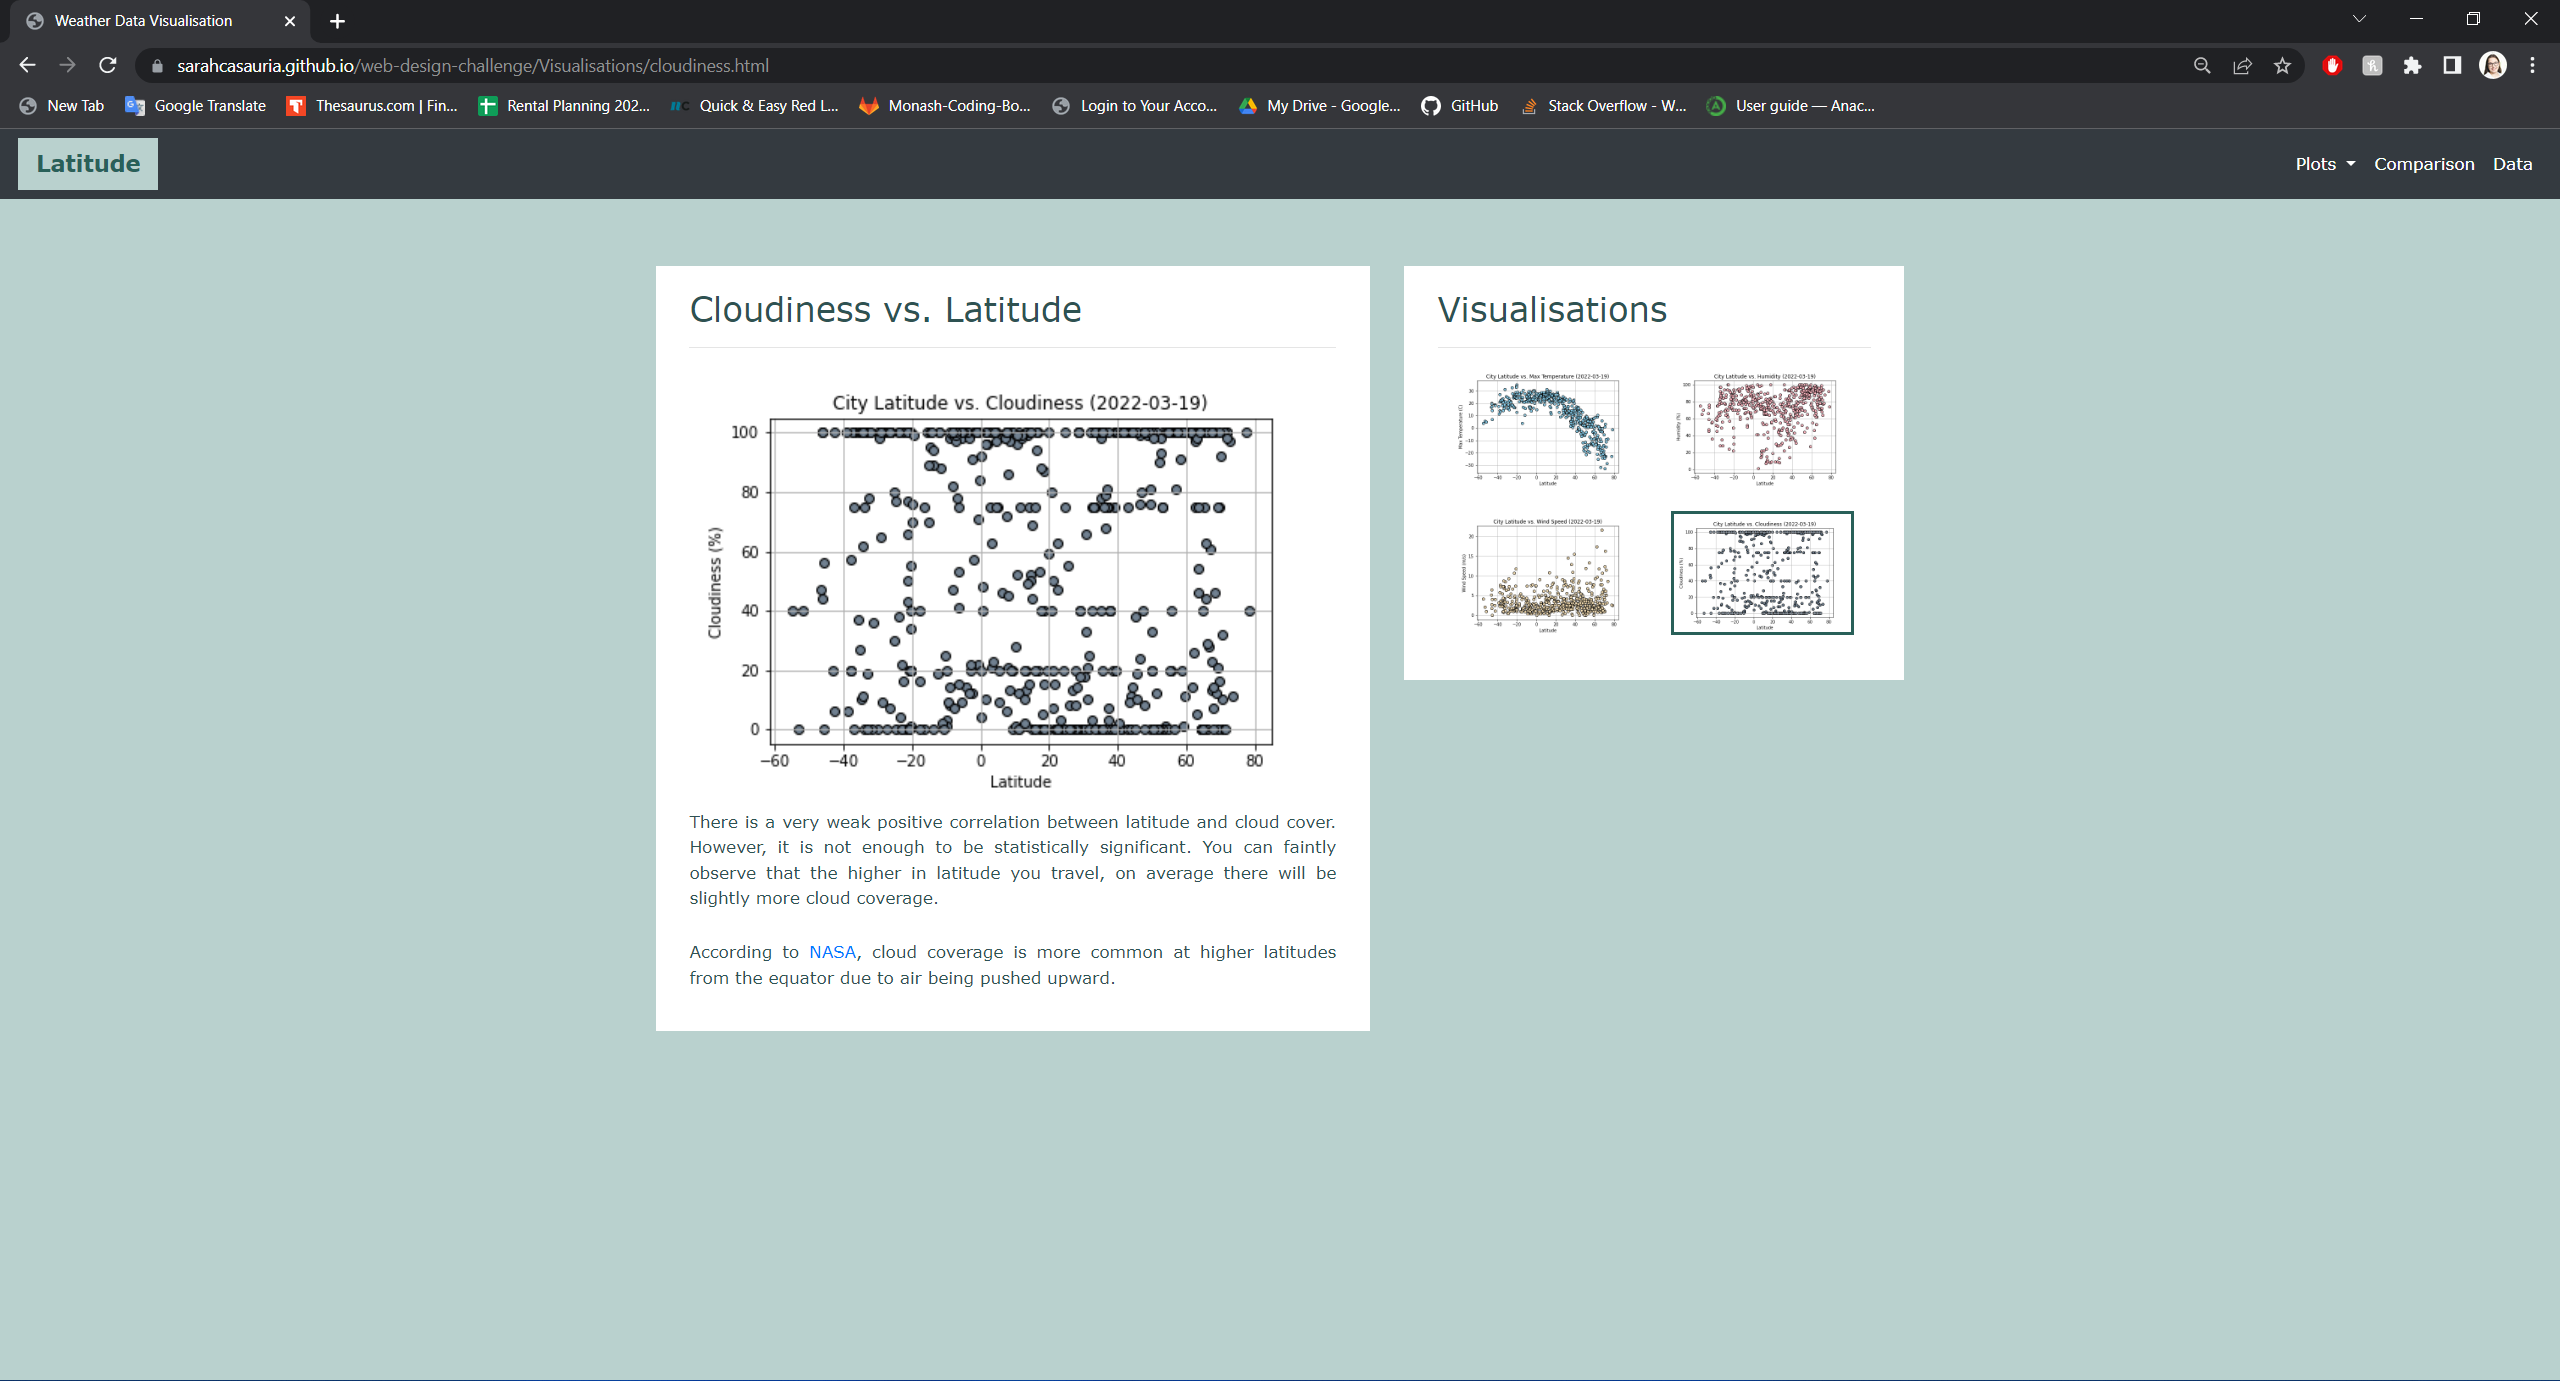 Weather Data Visualisation
sarahcasauria.github.io/web-design-challenge/Visualisations/cloudiness.html
New Tab Google Translate Thesaurus.com | Fin... Rental Planning 202... Quick & Easy Red L... Monash-Coding-Bo... Login to Your Acco... My Drive - Google... GitHub Stack Overflow - W... User guide — Anac...
Latitude Plots Comparison Data
Cloudiness vs. Latitude
City Latitude vs. Cloudiness (2022-03-19)
Cloudiness (%)
100
80
60
40
20
0
−60 −40 −20 0 20 40 60 80
Latitude
There is a very weak positive correlation between latitude and cloud cover.
However, it is not enough to be statistically significant. You can faintly
observe that the higher in latitude you travel, on average there will be
slightly more cloud coverage.
According to NASA, cloud coverage is more common at higher latitudes
from the equator due to air being pushed upward.
Visualisations
City Latitude vs. Max Temperature (2022-03-19)
Max Temperature (C)
Latitude
City Latitude vs. Humidity (2022-03-19)
Humidity (%)
Latitude
City Latitude vs. Wind Speed (2022-03-19)
Latitude
City Latitude vs. Cloudiness (2022-03-19)
Cloudiness (%)
Latitude